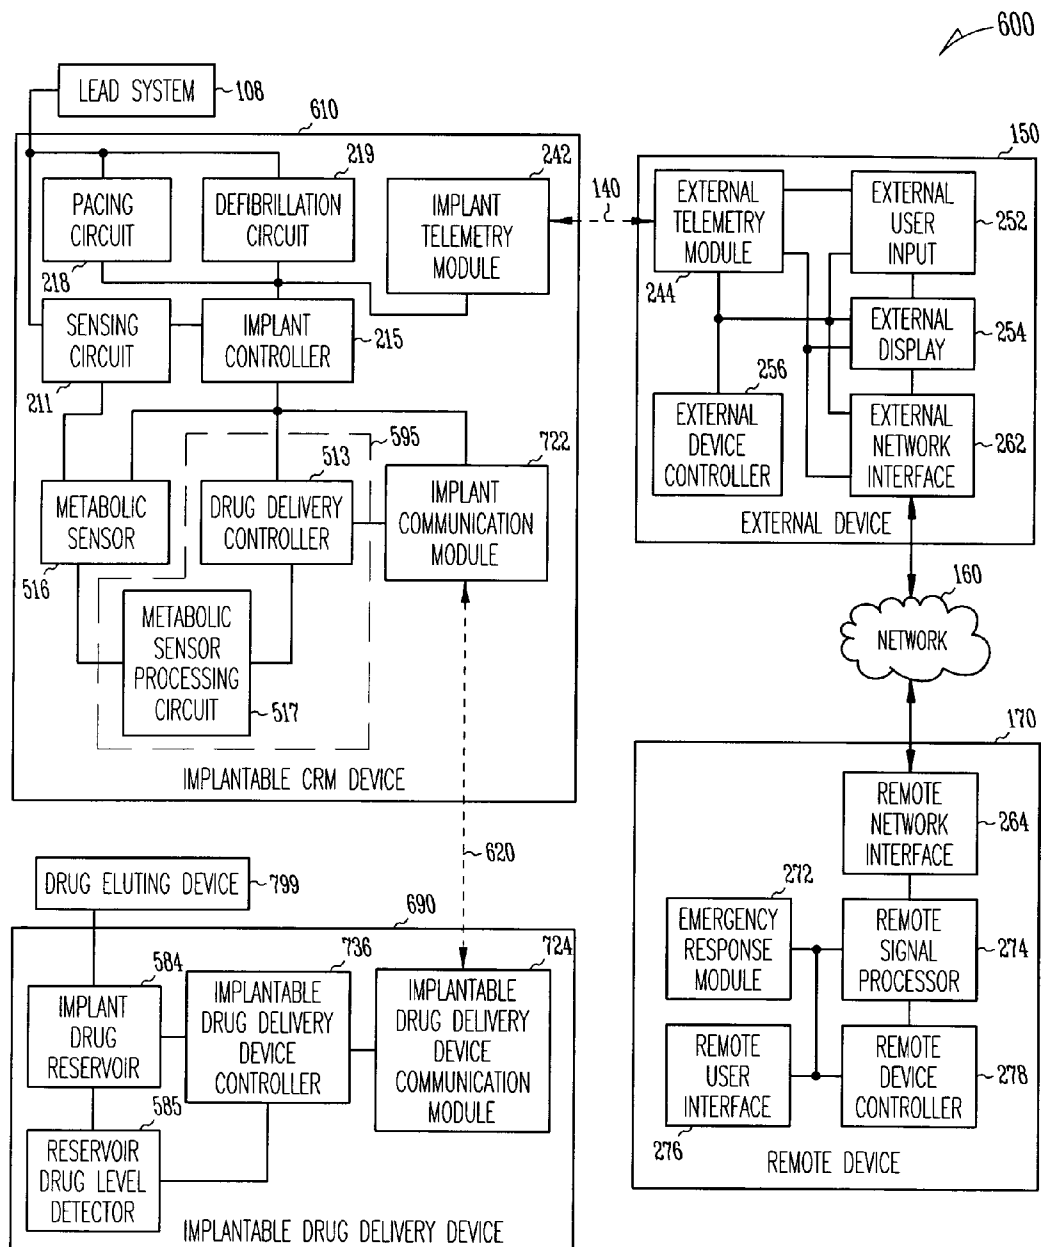 600
LEAD SYSTEM
108
610
PACING
CIRCUIT
218
219
DEFIBRILLATION
CIRCUIT
242
IMPLANT
TELEMETRY
MODULE
140
SENSING
CIRCUIT
211
IMPLANT
CONTROLLER
215
595
513
722
METABOLIC
SENSOR
516
DRUG DELIVERY
CONTROLLER
IMPLANT
COMMUNICATION
MODULE
METABOLIC
SENSOR
PROCESSING
CIRCUIT
517
IMPLANTABLE CRM DEVICE
150
EXTERNAL
TELEMETRY
MODULE
244
EXTERNAL
USER
INPUT
252
EXTERNAL
DISPLAY
254
256
EXTERNAL
DEVICE
CONTROLLER
EXTERNAL
NETWORK
INTERFACE
262
EXTERNAL DEVICE
160
NETWORK
170
REMOTE
NETWORK
INTERFACE
264
272
EMERGENCY
RESPONSE
MODULE
REMOTE
SIGNAL
PROCESSOR
274
REMOTE
USER
INTERFACE
276
REMOTE
DEVICE
CONTROLLER
278
REMOTE DEVICE
620
DRUG ELUTING DEVICE
799
690
584
IMPLANT
DRUG
RESERVOIR
736
IMPLANTABLE
DRUG DELIVERY
DEVICE
CONTROLLER
724
IMPLANTABLE
DRUG DELIVERY
DEVICE
COMMUNICATION
MODULE
585
RESERVOIR
DRUG LEVEL
DETECTOR
IMPLANTABLE DRUG DELIVERY DEVICE